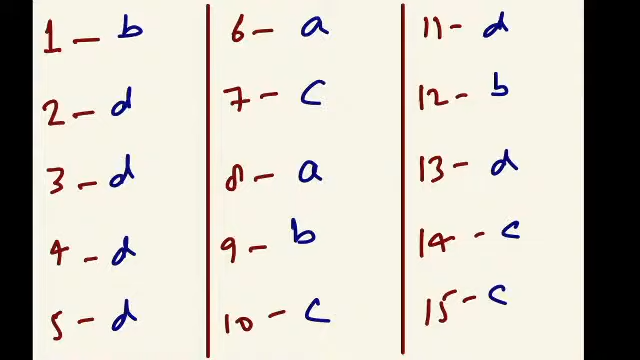 1 - b
2 - d
3 - d
4 - d
5 - d
6 - a
7 - c
8 - a
9 - b
10 - c
11 - d
12 - b
13 - d
14 - c
15 - c